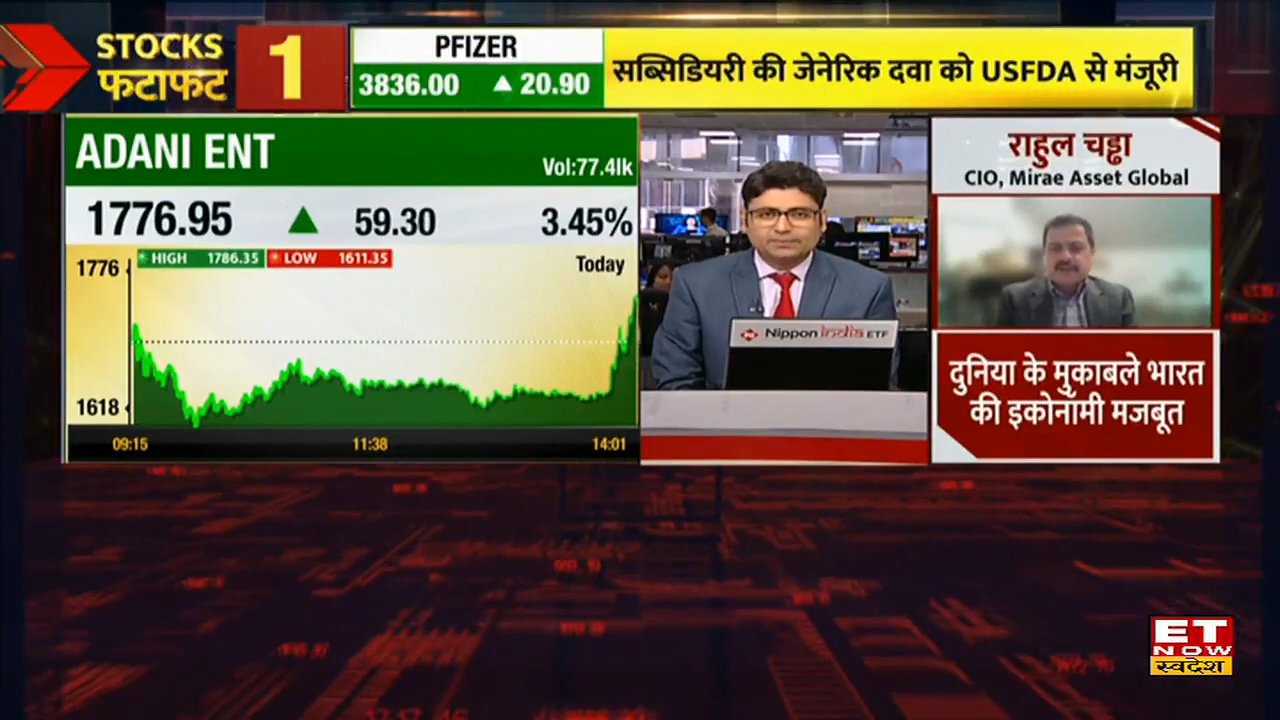 STOCKS
फटाफट
1
PFIZER
3836.00 ▲ 20.90
सब्सिडियरी की जेनेरिक दवा को USFDA से मंजूरी
ADANI ENT
Vol:77.4lk
1776.95 ▲ 59.30 3.45%
HIGH 1786.35 LOW 1611.35
Today
1776
1618
09:15 11:38 14:01
Nippon india ETF
राहुल चड्ढा
CIO, Mirae Asset Global
दुनिया के मुकाबले भारत
की इकोनॉमी मजबूत
ET
NOW
स्वदेश